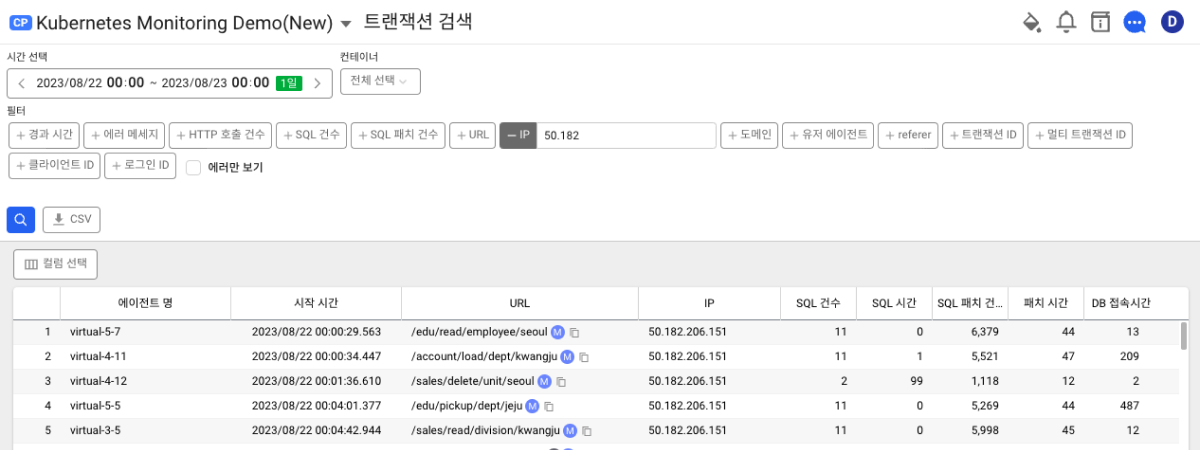 CP Kubernetes Monitoring Demo(New) 트랜잭션 검색 D
시간 선택 컨테이너
2023/08/22 00:00 ~ 2023/08/23 00:00 1일 전체 선택
필터
+ 경과 시간 + 에러 메세지 + HTTP 호출 건수 + SQL 건수 + SQL 패치 건수 + URL − IP 50.182 + 도메인 + 유저 에이전트 + referer + 트랜잭션 ID + 멀티 트랜잭션 ID
+ 클라이언트 ID + 로그인 ID 에러만 보기
CSV
컬럼 선택
에이전트 명 시작 시간 URL IP SQL 건수 SQL 시간 SQL 패치 건... 패치 시간 DB 접속시간
1 virtual-5-7 2023/08/22 00:00:29.563 /edu/read/employee/seoul M 50.182.206.151 11 0 6,379 44 13
2 virtual-4-11 2023/08/22 00:00:34.447 /account/load/dept/kwangju M 50.182.206.151 11 1 5,521 47 209
3 virtual-4-12 2023/08/22 00:01:36.610 /sales/delete/unit/seoul M 50.182.206.151 2 99 1,118 12 2
4 virtual-5-5 2023/08/22 00:04:01.377 /edu/pickup/dept/jeju M 50.182.206.151 11 0 5,269 44 487
5 virtual-3-5 2023/08/22 00:04:42.944 /sales/read/division/kwangju M 50.182.206.151 11 0 5,998 45 12